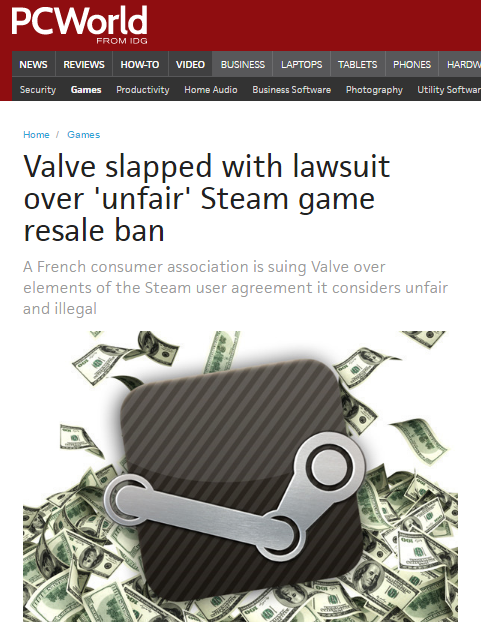 PCWorld
FROM IDG
NEWS REVIEWS HOW-TO VIDEO BUSINESS LAPTOPS TABLETS PHONES HARDW
Security Games Productivity Home Audio Business Software Photography Utility Softwar
Home / Games
Valve slapped with lawsuit
over 'unfair' Steam game
resale ban
A French consumer association is suing Valve over
elements of the Steam user agreement it considers unfair
and illegal